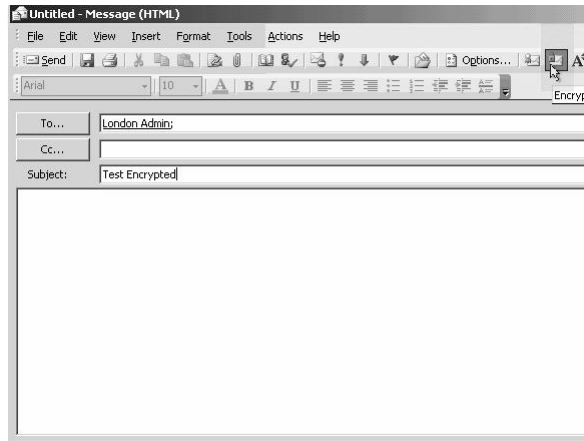 Untitled - Message (HTML)
File Edit View Insert Format Tools Actions Help
Send Options...
Arial 10 A B I U
Encryp
To... London Admin;
Cc...
Subject: Test Encrypted